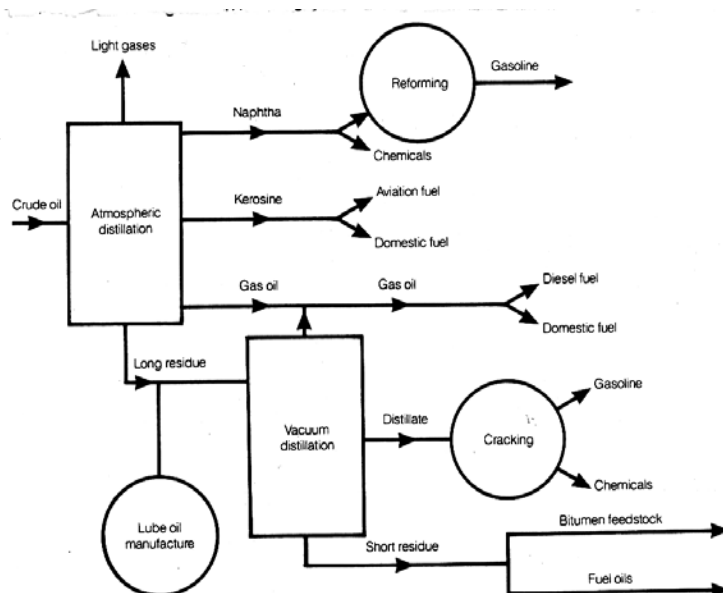 Light gases
Gasoline
Reforming
Naphtha
Chemicals
Crude oil
Atmospheric
distillation
Kerosine
Aviation fuel
Domestic fuel
Gas oil
Gas oil
Diesel fuel
Domestic fuel
Long residue
Gasoline
Vacuum
distillation
Distillate
Cracking
Chemicals
Lube oil
manufacture
Short residue
Bitumen feedstock
Fuel oils